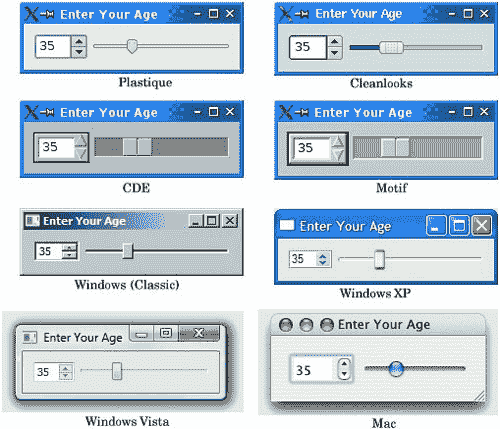 Enter Your Age
35
Plastique
Enter Your Age
35
Cleanlooks
Enter Your Age
35
CDE
Enter Your Age
35
Motif
Enter Your Age
35
Windows (Classic)
Enter Your Age
35
Windows XP
Enter Your Age
35
Windows Vista
Enter Your Age
35
Mac